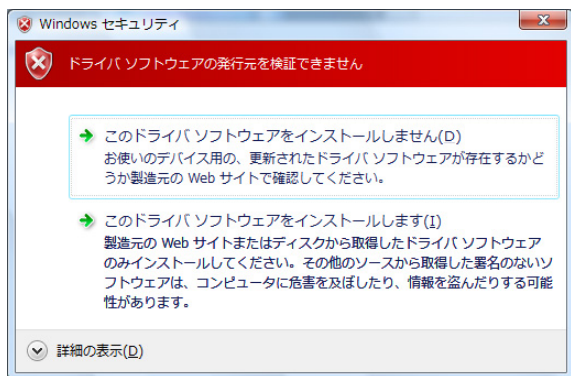 Windows セキュリティ
ドライバ ソフトウェアの発行元を検証できません
このドライバ ソフトウェアをインストールしません(D)
お使いのデバイス用の、更新されたドライバ ソフトウェアが存在するかど
うか製造元の Web サイトで確認してください。
このドライバ ソフトウェアをインストールします(I)
製造元の Web サイトまたはディスクから取得したドライバ ソフトウェア
のみインストールしてください。その他のソースから取得した署名のないソ
フトウェアは、コンピュータに危害を及ぼしたり、情報を盗んだりする可能
性があります。
詳細の表示(D)